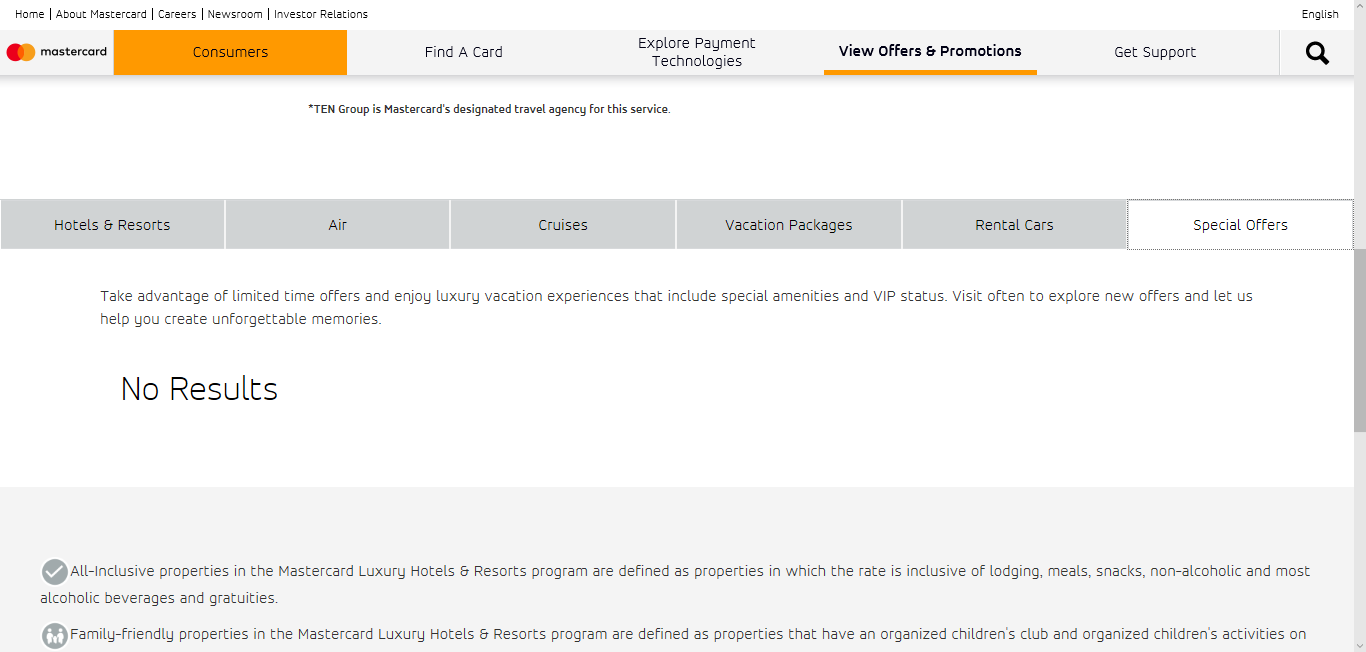 Home | About Mastercard | Careers | Newsroom | Investor Relations
English
mastercard
Consumers
Find A Card
Explore Payment
Technologies
View Offers & Promotions
Get Support
*TEN Group is Mastercard's designated travel agency for this service.
Hotels & Resorts
Air
Cruises
Vacation Packages
Rental Cars
Special Offers
Take advantage of limited time offers and enjoy luxury vacation experiences that include special amenities and VIP status. Visit often to explore new offers and let us
help you create unforgettable memories.
No Results
All-Inclusive properties in the Mastercard Luxury Hotels & Resorts program are defined as properties in which the rate is inclusive of lodging, meals, snacks, non-alcoholic and most
alcoholic beverages and gratuities.
Family-friendly properties in the Mastercard Luxury Hotels & Resorts program are defined as properties that have an organized children's club and organized children's activities on